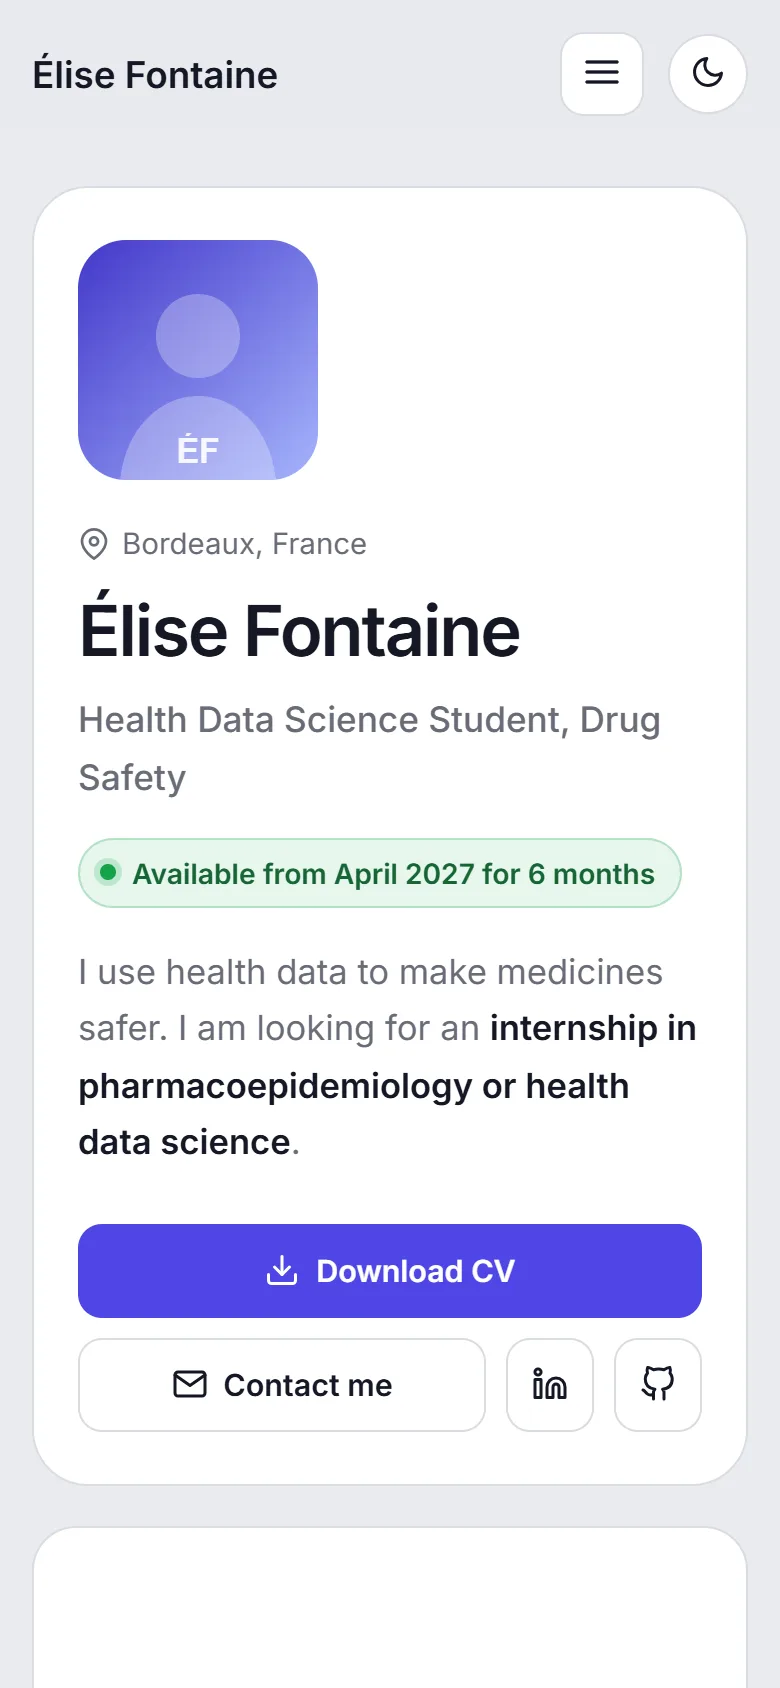 Élise Fontaine
ÉF
Bordeaux, France
Élise Fontaine
Health Data Science Student, Drug
Safety
Available from April 2027 for 6 months
I use health data to make medicines
safer. I am looking for an internship in
pharmacoepidemiology or health
data science.
Download CV
Contact me